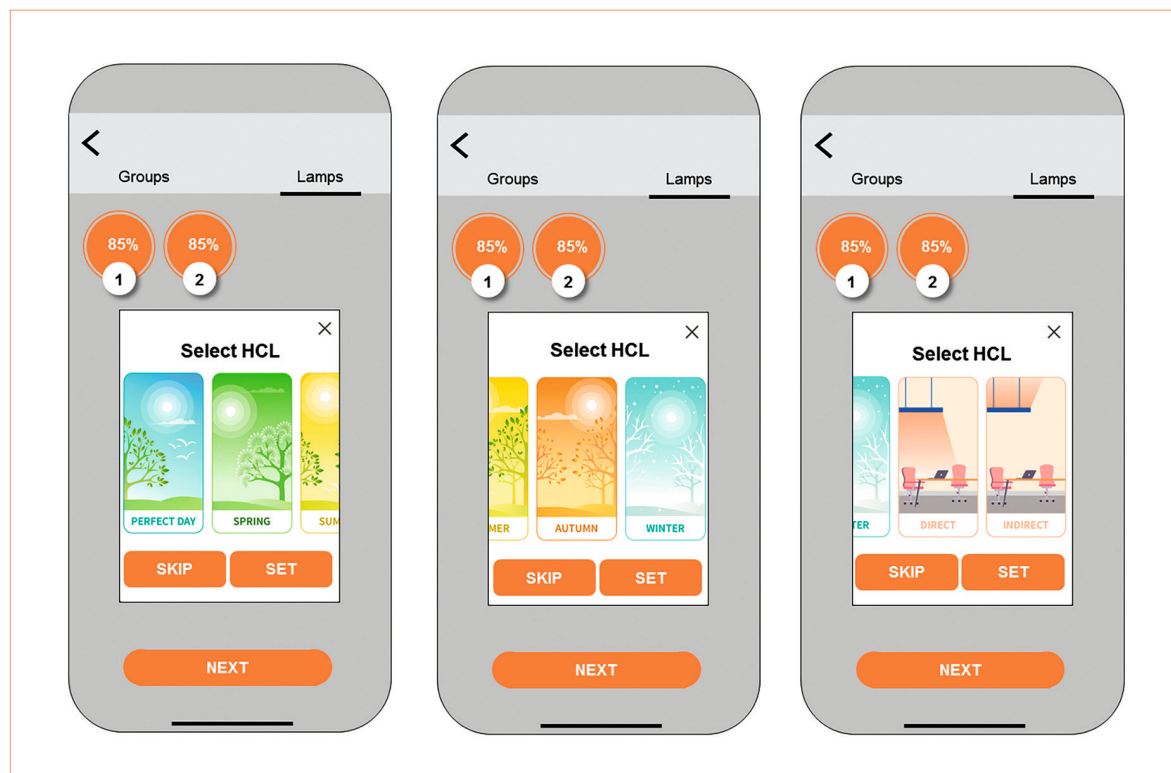 Groups Lamps
85% 85%
1 2
Select HCL
PERFECT DAY SPRING SUM
SKIP SET
NEXT
Groups Lamps
85% 85%
1 2
Select HCL
MER AUTUMN WINTER
SKIP SET
NEXT
Groups Lamps
85% 85%
1 2
Select HCL
TER DIRECT INDIRECT
SKIP SET
NEXT